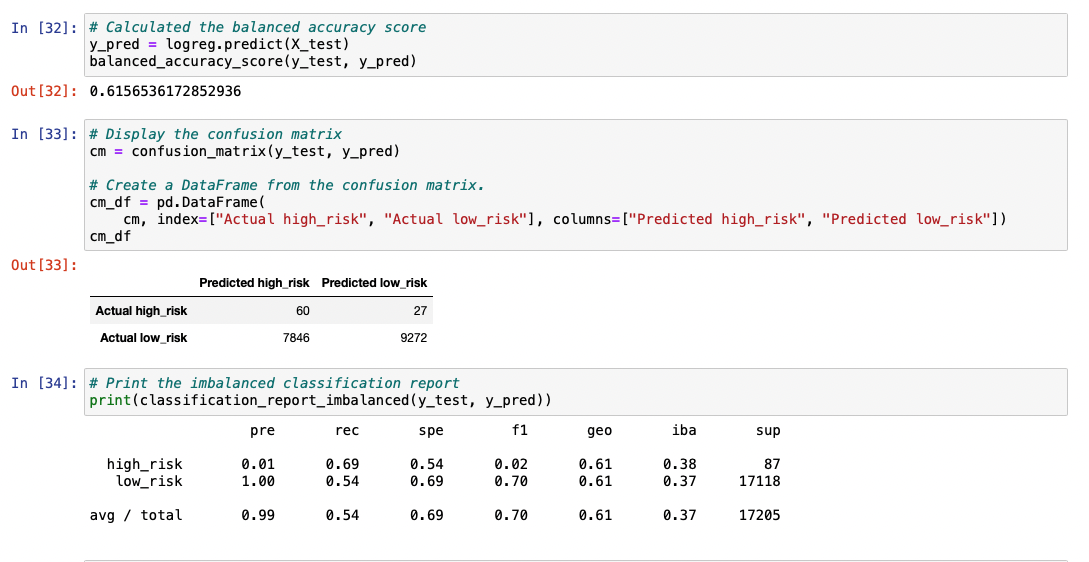 In [32]: # Calculated the balanced accuracy score
y_pred = logreg.predict(X_test)
balanced_accuracy_score(y_test, y_pred)
Out[32]: 0.6156536172852936
In [33]: # Display the confusion matrix
cm = confusion_matrix(y_test, y_pred)
# Create a DataFrame from the confusion matrix.
cm_df = pd.DataFrame(
    cm, index=["Actual high_risk", "Actual low_risk"], columns=["Predicted high_risk", "Predicted low_risk"])
cm_df
Out[33]:
Predicted high_risk Predicted low_risk
Actual high_risk 60 27
Actual low_risk 7846 9272
In [34]: # Print the imbalanced classification report
print(classification_report_imbalanced(y_test, y_pred))
pre rec spe f1 geo iba sup
high_risk 0.01 0.69 0.54 0.02 0.61 0.38 87
low_risk 1.00 0.54 0.69 0.70 0.61 0.37 17118
avg / total 0.99 0.54 0.69 0.70 0.61 0.37 17205